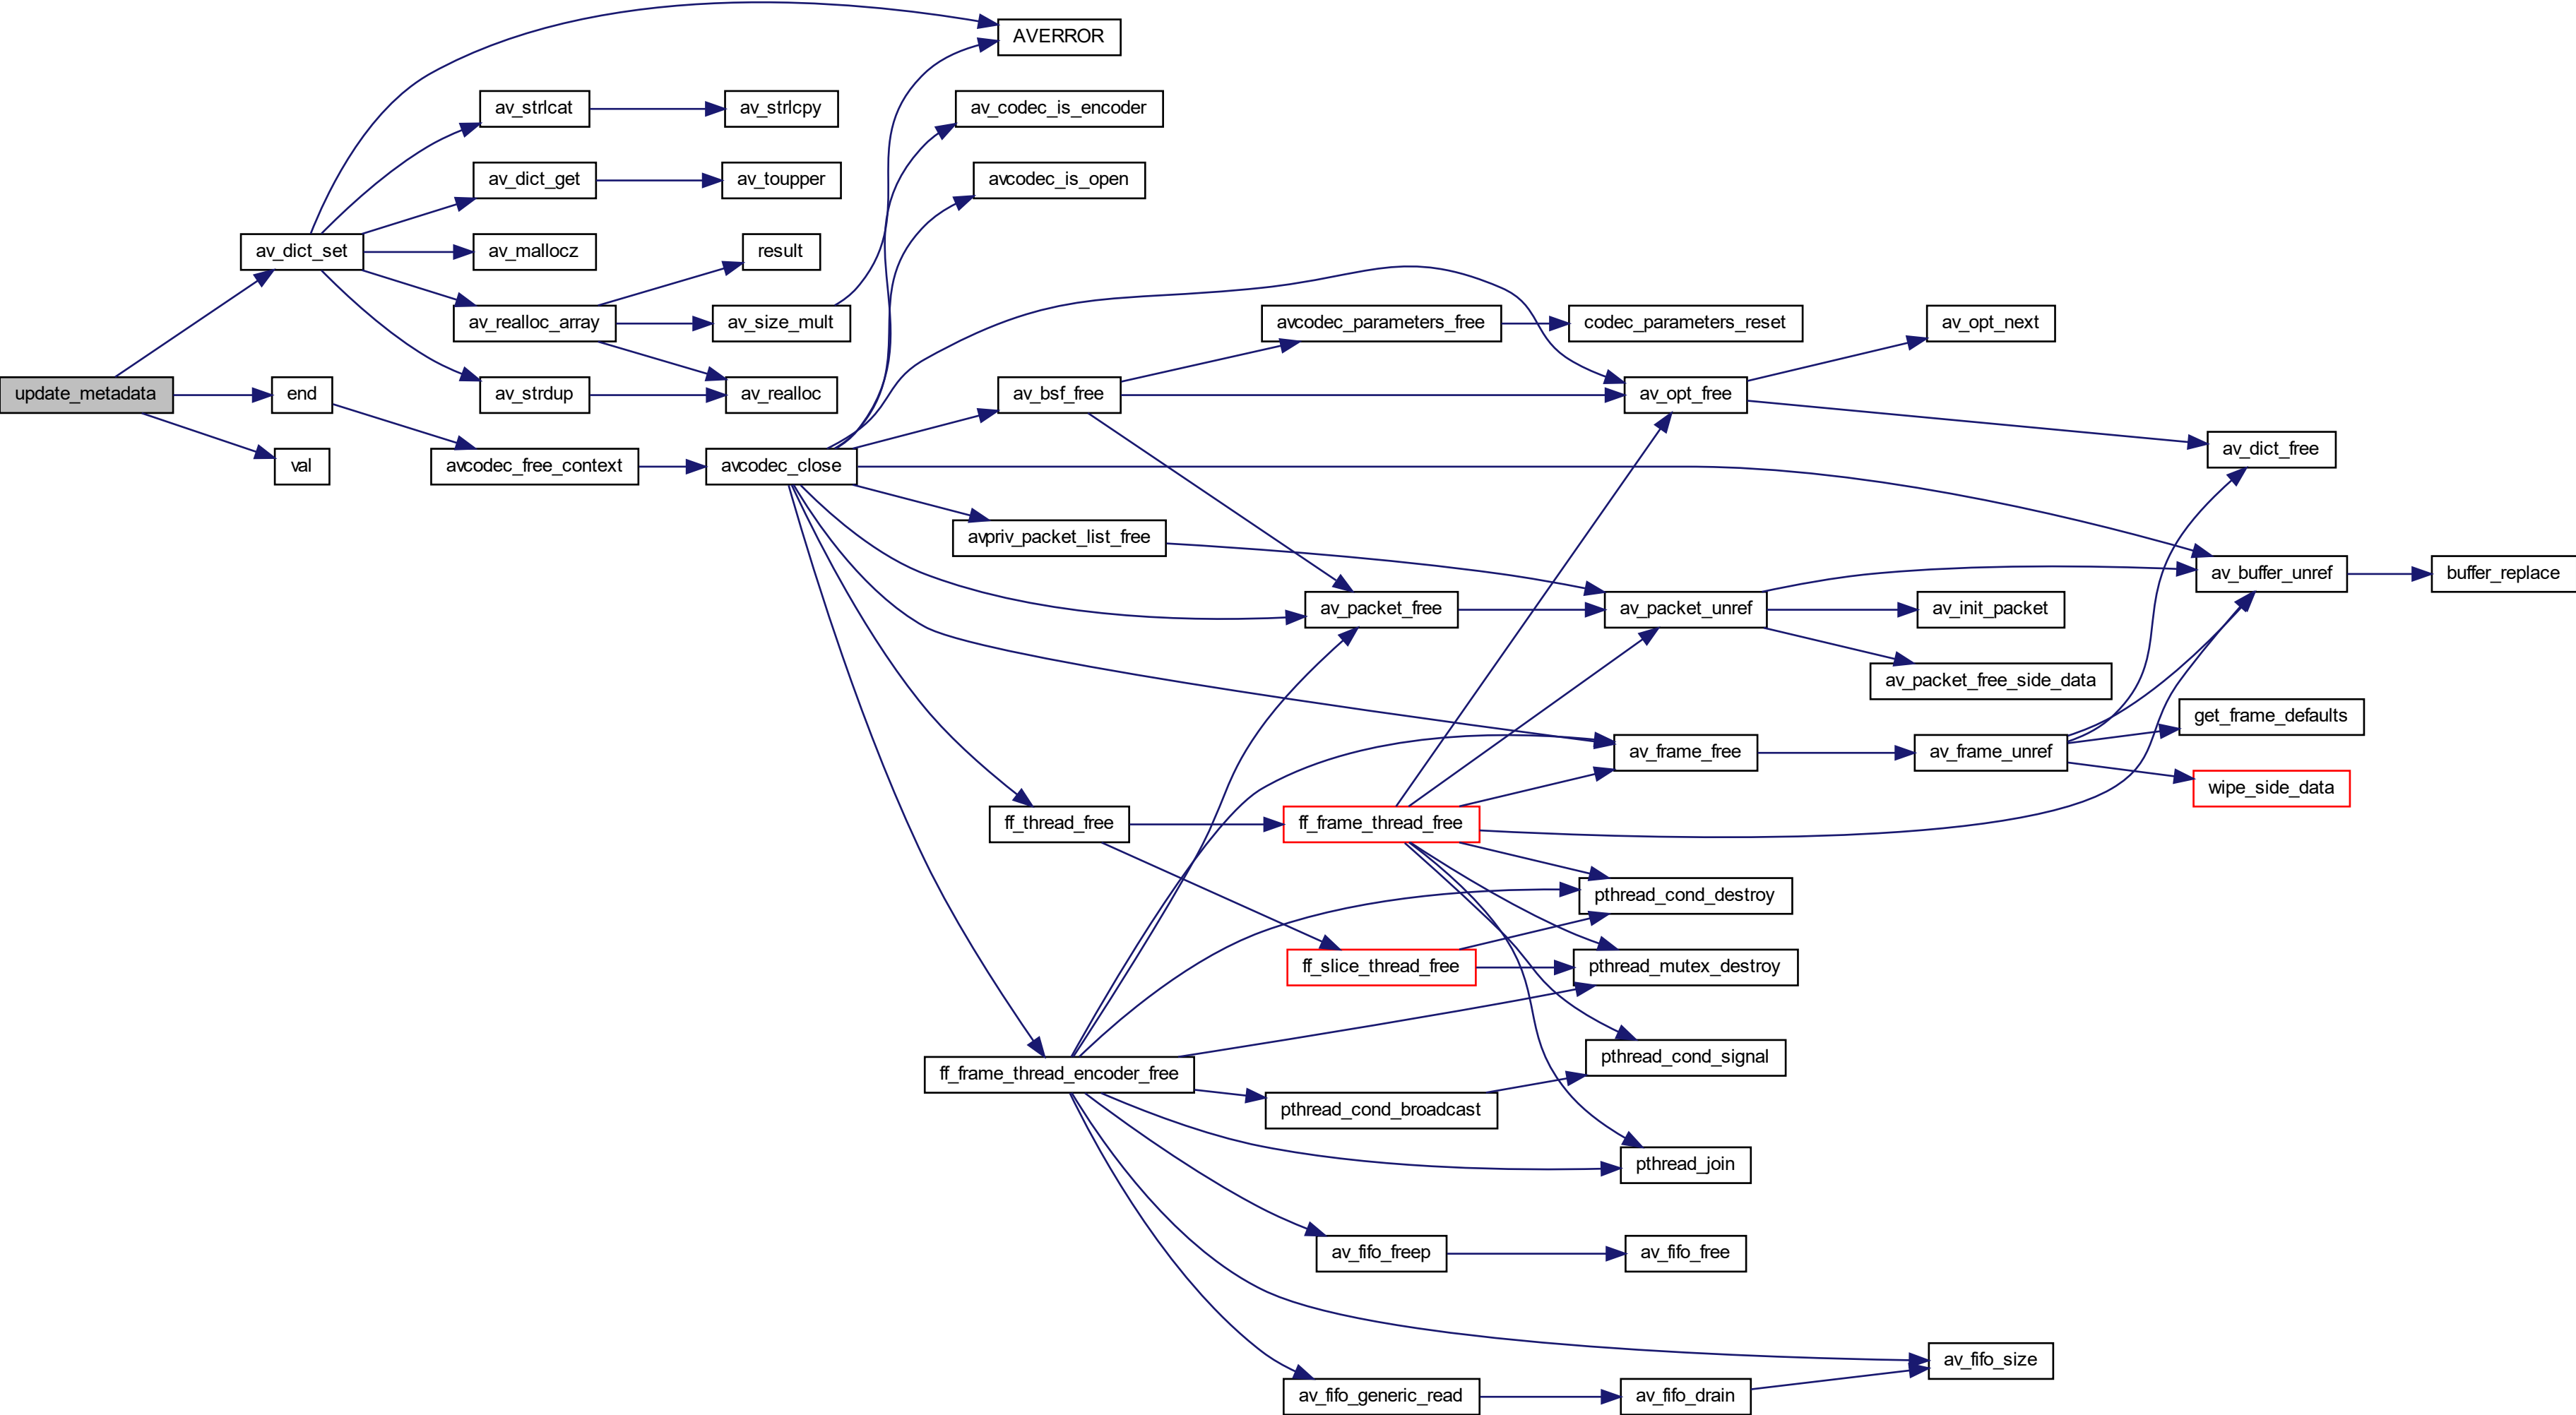 AVERROR
av_strlcat
av_strlcpy
av_codec_is_encoder
av_dict_get
av_toupper
avcodec_is_open
av_dict_set
av_mallocz
result
av_realloc_array
av_size_mult
avcodec_parameters_free
codec_parameters_reset
av_opt_next
update_metadata
end
av_strdup
av_realloc
av_bsf_free
av_opt_free
val
avcodec_free_context
avcodec_close
av_dict_free
avpriv_packet_list_free
av_buffer_unref
buffer_replace
av_packet_free
av_packet_unref
av_init_packet
av_packet_free_side_data
get_frame_defaults
av_frame_free
av_frame_unref
wipe_side_data
ff_thread_free
ff_frame_thread_free
pthread_cond_destroy
ff_slice_thread_free
pthread_mutex_destroy
pthread_cond_signal
ff_frame_thread_encoder_free
pthread_cond_broadcast
pthread_join
av_fifo_freep
av_fifo_free
av_fifo_size
av_fifo_generic_read
av_fifo_drain